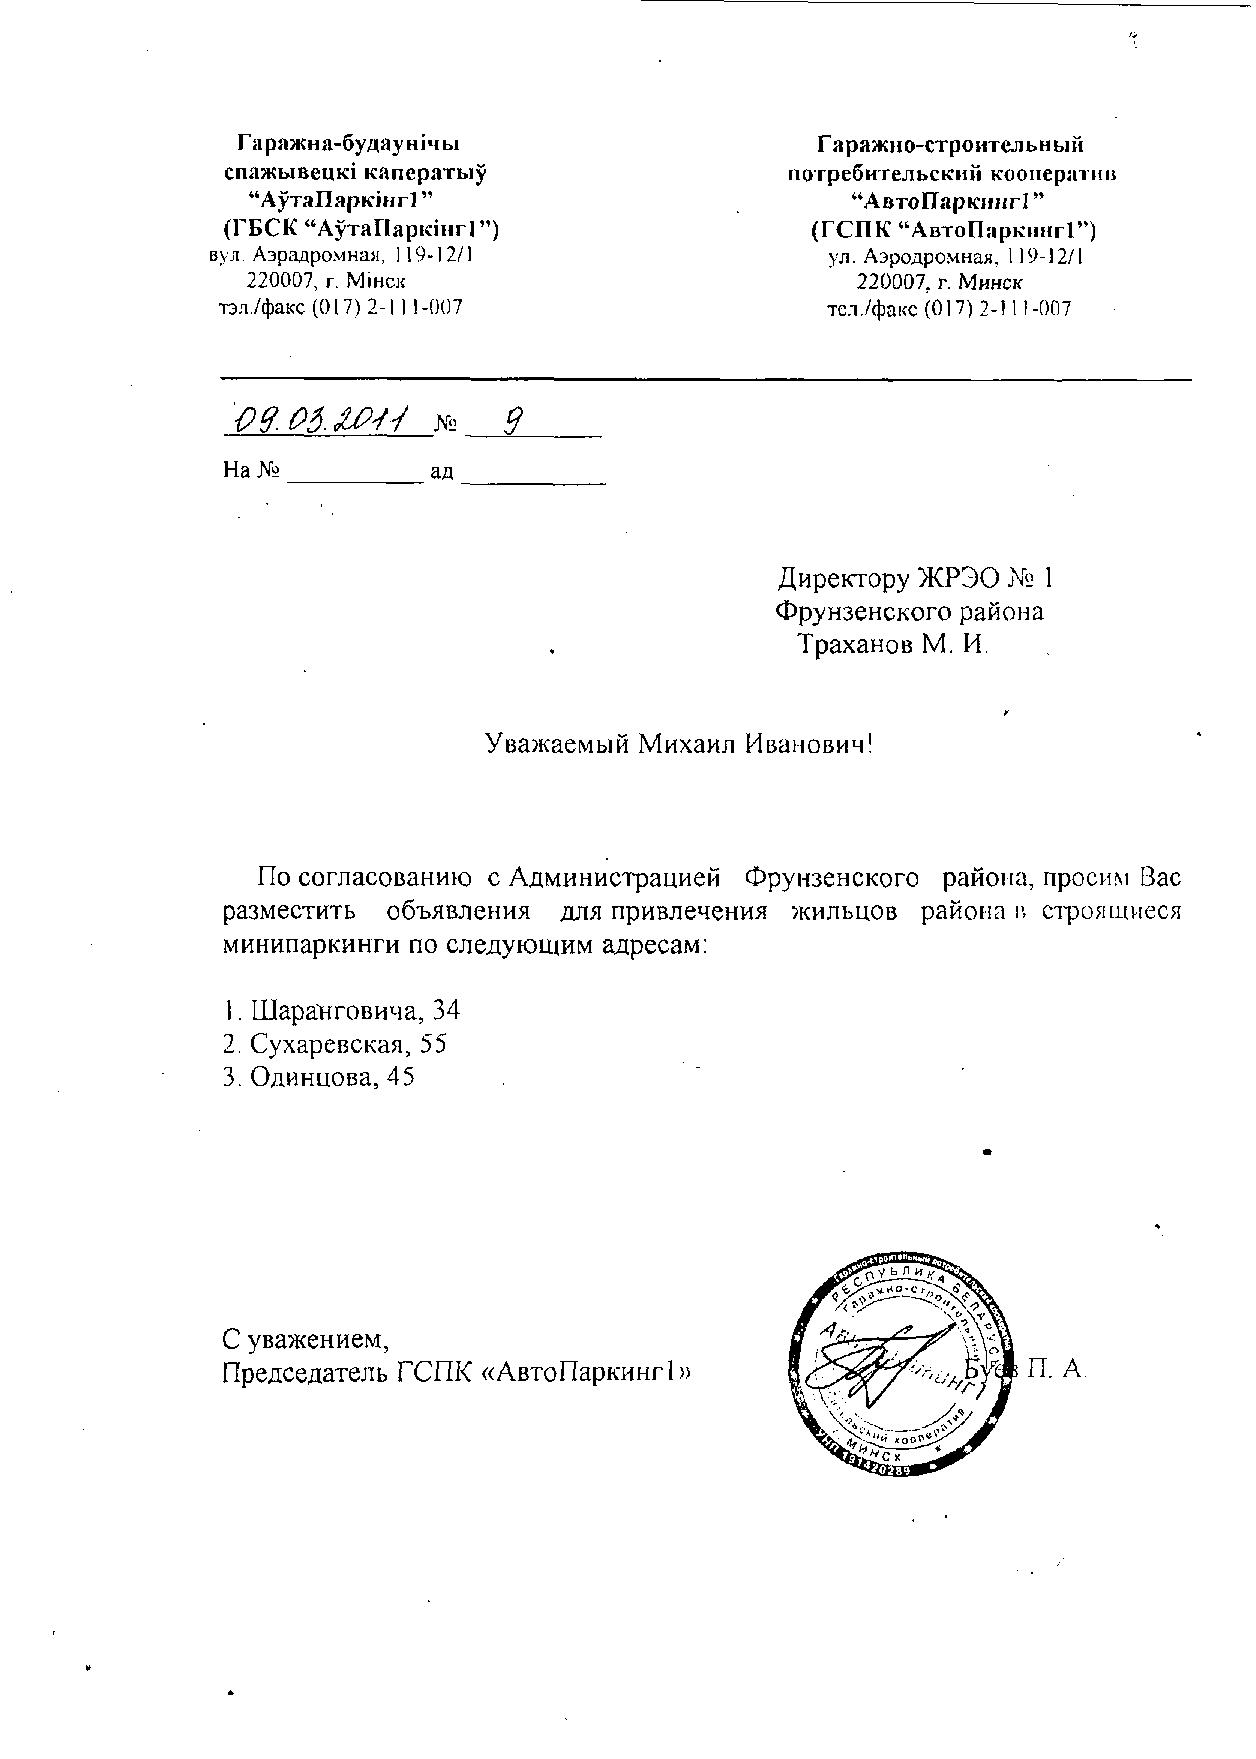 Гаражна-будаунічы
спажывецкі каператыў
“АўтаПаркінг1”
(ГБСК “АўтаПаркінг1”)
вул. Аэрадромная, 119-12/1
220007, г. Мінск
тэл./факс (017) 2-111-007
Гаражно-строительный
потребительский кооператив
“АвтоПаркинг1”
(ГСПК “АвтоПаркинг1”)
ул. Аэродромная, 119-12/1
220007, г. Минск
тел./факс (017) 2-111-007
09.03.2011 № 9
На № ад
Директору ЖРЭО № 1
Фрунзенского района
Траханов М. И.
Уважаемый Михаил Иванович!
По согласованию с Администрацией Фрунзенского района, просим Вас
разместить объявления для привлечения жильцов района в строящиеся
минипаркинги по следующим адресам:
1. Шаранговича, 34
2. Сухаревская, 55
3. Одинцова, 45
С уважением,
Председатель ГСПК «АвтоПаркинг1»
Буев П. А.
РЕСПУБЛИКА БЕЛАРУСЬ
Гаражно-строительный
кооператив
г. МИНСК
УНП 191420289